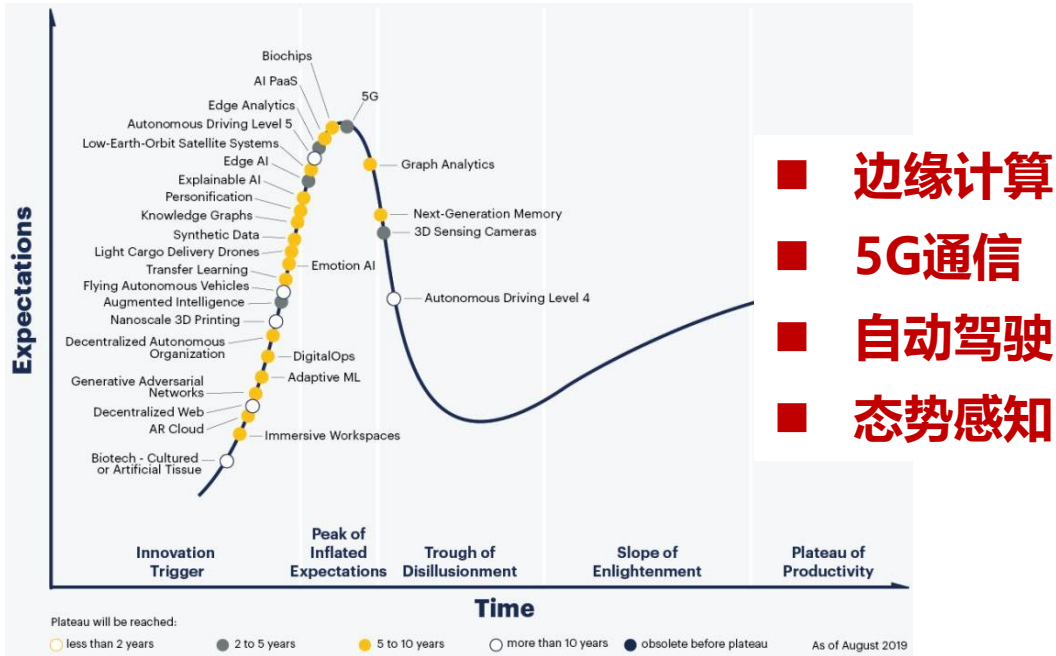 Biochips
AI PaaS
5G
Edge Analytics
Autonomous Driving Level 5
Low-Earth-Orbit Satellite Systems
Edge AI
Graph Analytics
Explainable AI
Personification
Knowledge Graphs
Next-Generation Memory
Synthetic Data
3D Sensing Cameras
Light Cargo Delivery Drones
Emotion AI
Transfer Learning
Flying Autonomous Vehicles
Augmented Intelligence
Autonomous Driving Level 4
Nanoscale 3D Printing
Decentralized Autonomous
Organization
DigitalOps
Adaptive ML
Generative Adversarial
Networks
Decentralized Web
AR Cloud
Immersive Workspaces
Biotech - Cultured
or Artificial Tissue
Expectations
Innovation
Trigger
Peak of
Inflated
Expectations
Trough of
Disillusionment
Slope of
Enlightenment
Plateau of
Productivity
Time
Plateau will be reached:
less than 2 years
2 to 5 years
5 to 10 years
more than 10 years
obsolete before plateau
As of August 2019
边缘计算
5G通信
自动驾驶
态势感知